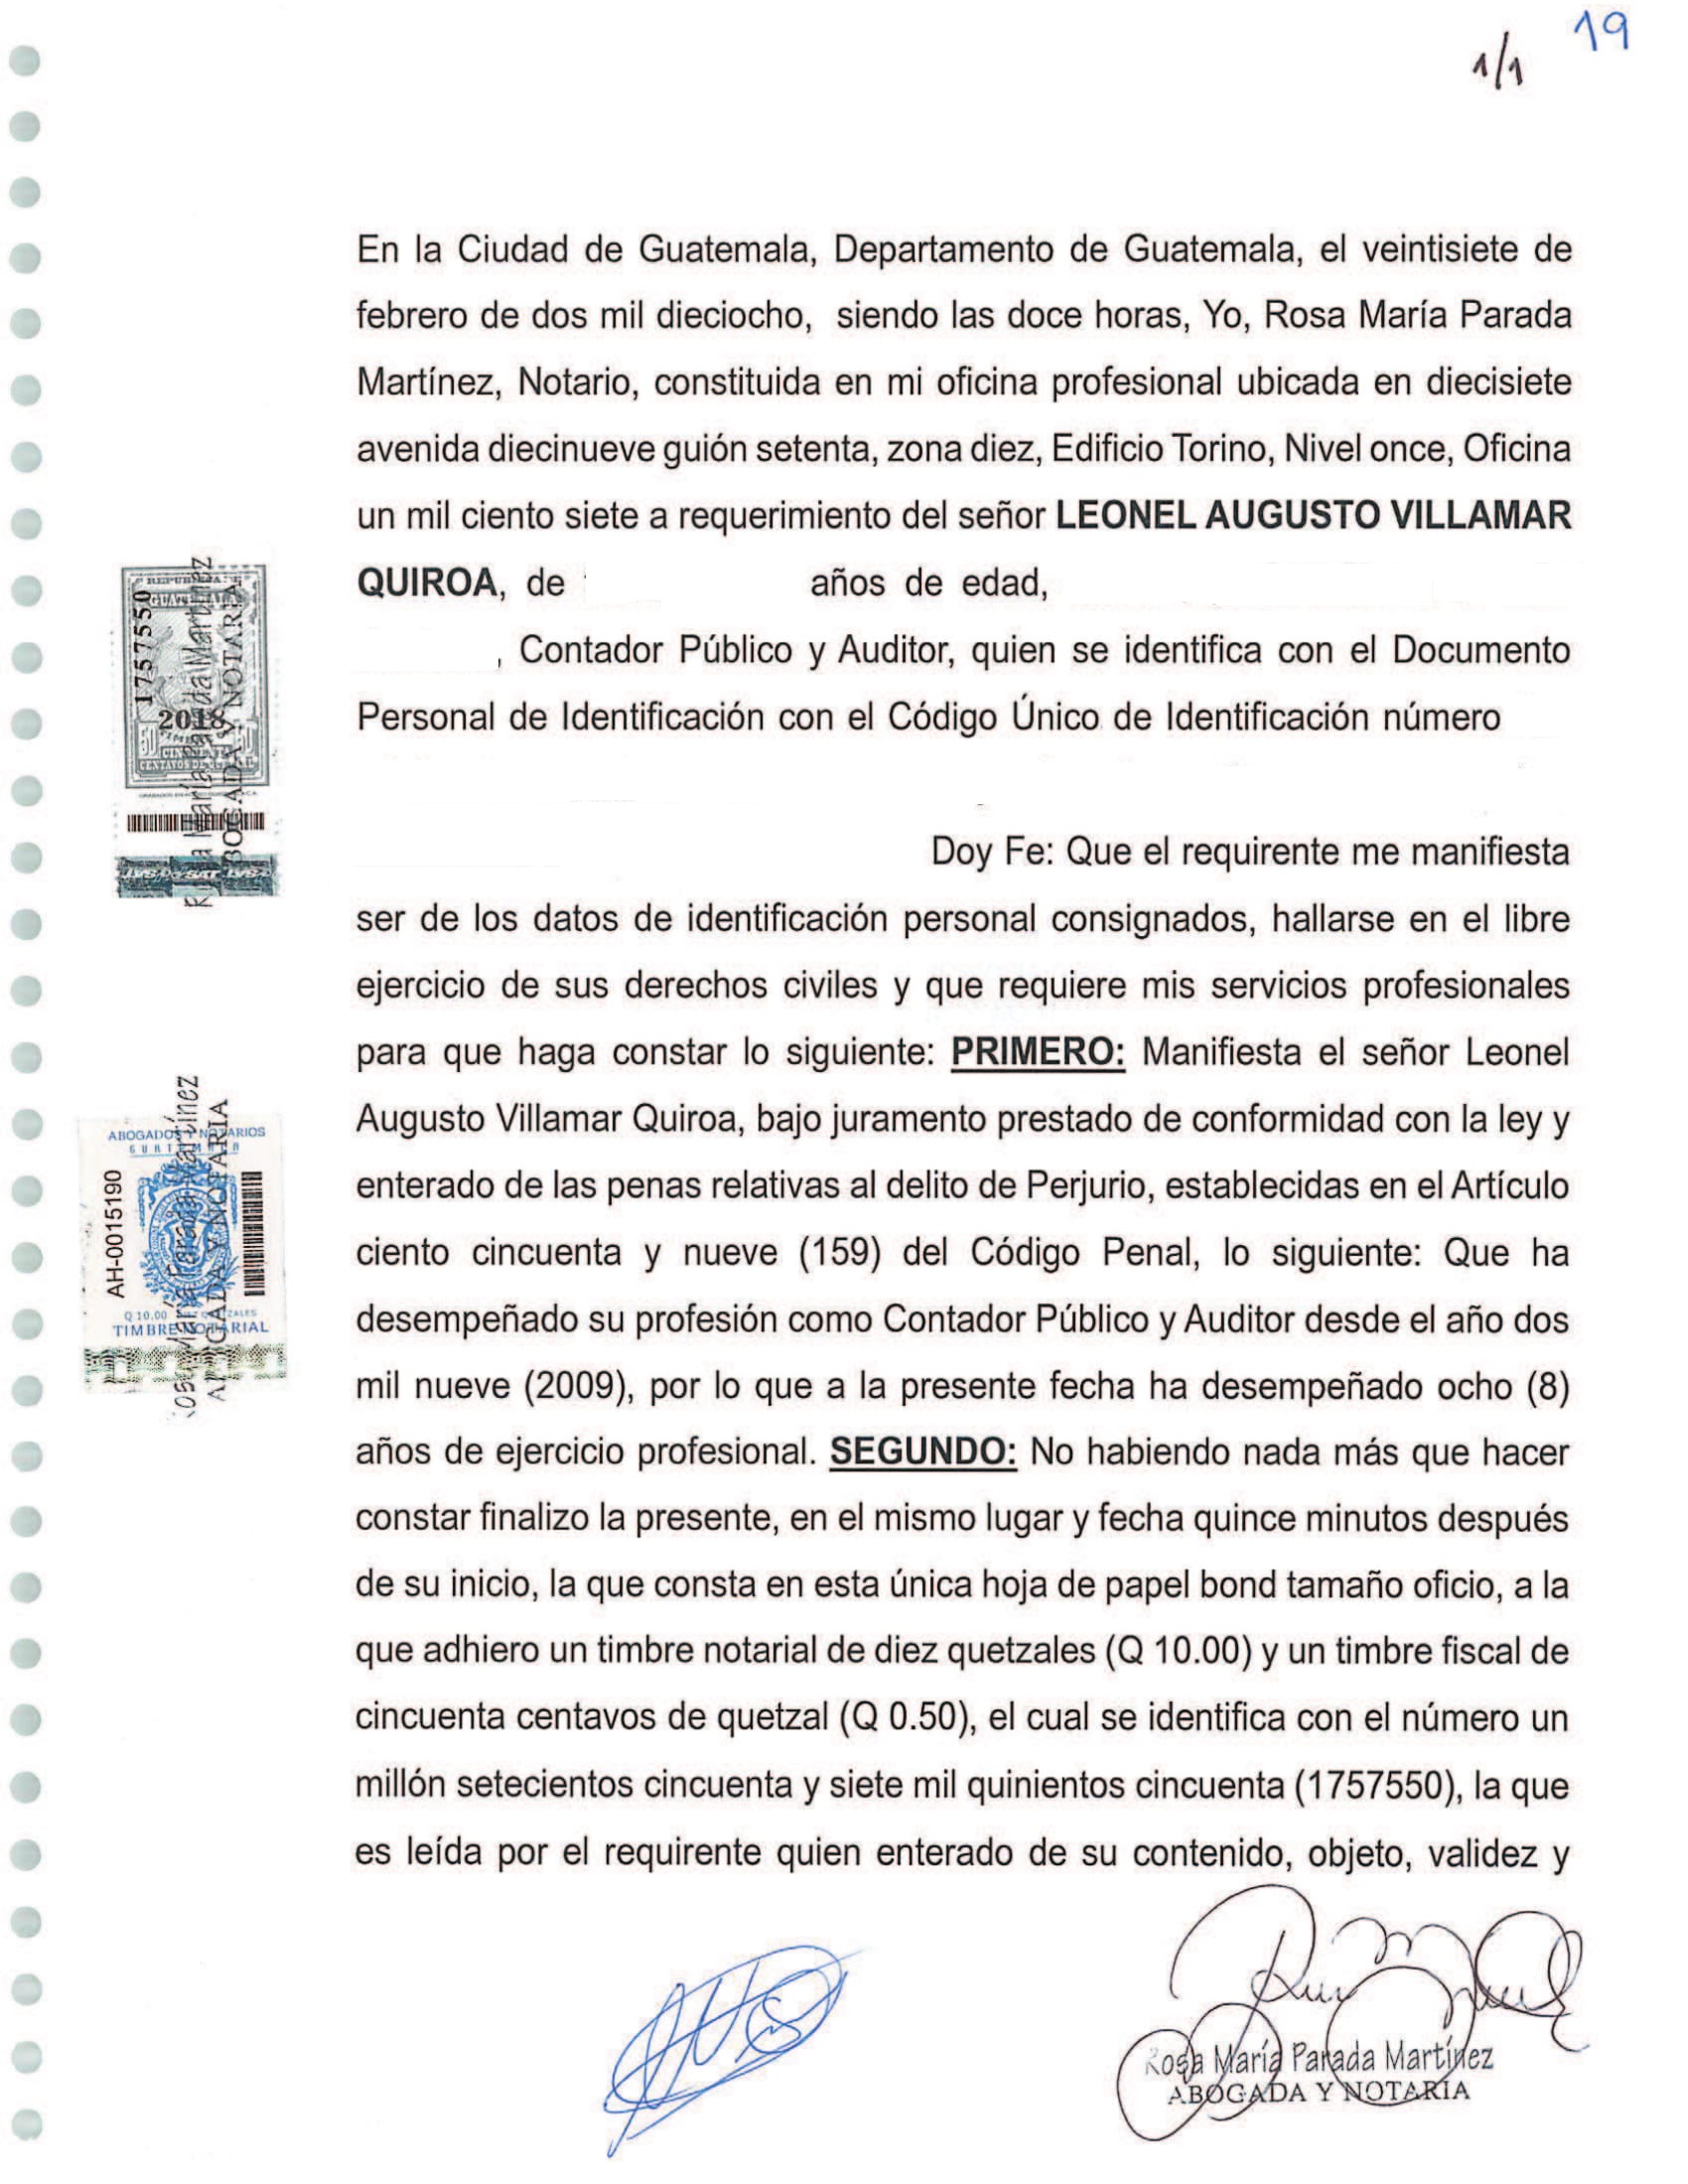 19
1/1
En la Ciudad de Guatemala, Departamento de Guatemala, el veintisiete de
febrero de dos mil dieciocho, siendo las doce horas, Yo, Rosa María Parada
Martínez, Notario, constituida en mi oficina profesional ubicada en diecisiete
avenida diecinueve guión setenta, zona diez, Edificio Torino, Nivel once, Oficina
un mil ciento siete a requerimiento del señor LEONEL AUGUSTO VILLAMAR
QUIROA, de años de edad,
, Contador Público y Auditor, quien se identifica con el Documento
Personal de Identificación con el Código Único de Identificación número
Doy Fe: Que el requirente me manifiesta
ser de los datos de identificación personal consignados, hallarse en el libre
ejercicio de sus derechos civiles y que requiere mis servicios profesionales
para que haga constar lo siguiente: PRIMERO: Manifiesta el señor Leonel
Augusto Villamar Quiroa, bajo juramento prestado de conformidad con la ley y
enterado de las penas relativas al delito de Perjurio, establecidas en el Artículo
ciento cincuenta y nueve (159) del Código Penal, lo siguiente: Que ha
desempeñado su profesión como Contador Público y Auditor desde el año dos
mil nueve (2009), por lo que a la presente fecha ha desempeñado ocho (8)
años de ejercicio profesional. SEGUNDO: No habiendo nada más que hacer
constar finalizo la presente, en el mismo lugar y fecha quince minutos después
de su inicio, la que consta en esta única hoja de papel bond tamaño oficio, a la
que adhiero un timbre notarial de diez quetzales (Q 10.00) y un timbre fiscal de
cincuenta centavos de quetzal (Q 0.50), el cual se identifica con el número un
millón setecientos cincuenta y siete mil quinientos cincuenta (1757550), la que
es leída por el requirente quien enterado de su contenido, objeto, validez y
1757550
2018
Rosa María Parada Martínez
ABOGADA Y NOTARIA
ABOGADOS Y NOTARIOS
GUATEMALA
AH-0015190
Q 10.00 DIEZ QUETZALES
TIMBRE NOTARIAL
Rosa María Parada Martínez
ABOGADA Y NOTARIA
Rosa María Parada Martínez
ABOGADA Y NOTARIA